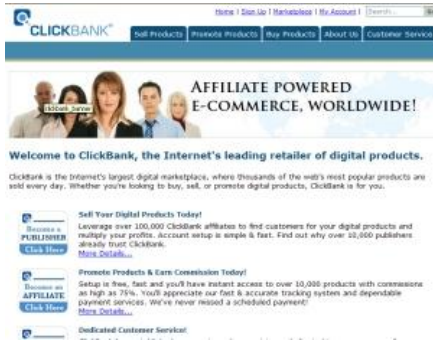 Home | Sign Up | Marketplace | My Account | Search...
CLICKBANK
Sell Products | Promote Products | Buy Products | About Us | Customer Service
AFFILIATE POWERED
E-COMMERCE, WORLDWIDE!
clickbank_banner
Welcome to ClickBank, the Internet's leading retailer of digital products.
ClickBank is the Internet's largest digital marketplace, where thousands of the web's most popular products are
sold every day. Whether you're looking to buy, sell, or promote digital products, ClickBank is for you.
Become a
PUBLISHER
Click Here
Sell Your Digital Products Today!
Leverage over 100,000 ClickBank affiliates to find customers for your digital products and
multiply your profits. Account setup is simple & fast. Find out why over 10,000 publishers
already trust ClickBank.
More Details...
Become an
AFFILIATE
Click Here
Promote Products & Earn Commission Today!
Setup is free, fast and you'll have instant access to over 10,000 products with commissions
as high as 75%. You'll appreciate our fast & accurate tracking system and dependable
payment services. We've never missed a scheduled payment!
More Details...
Dedicated Customer Service!